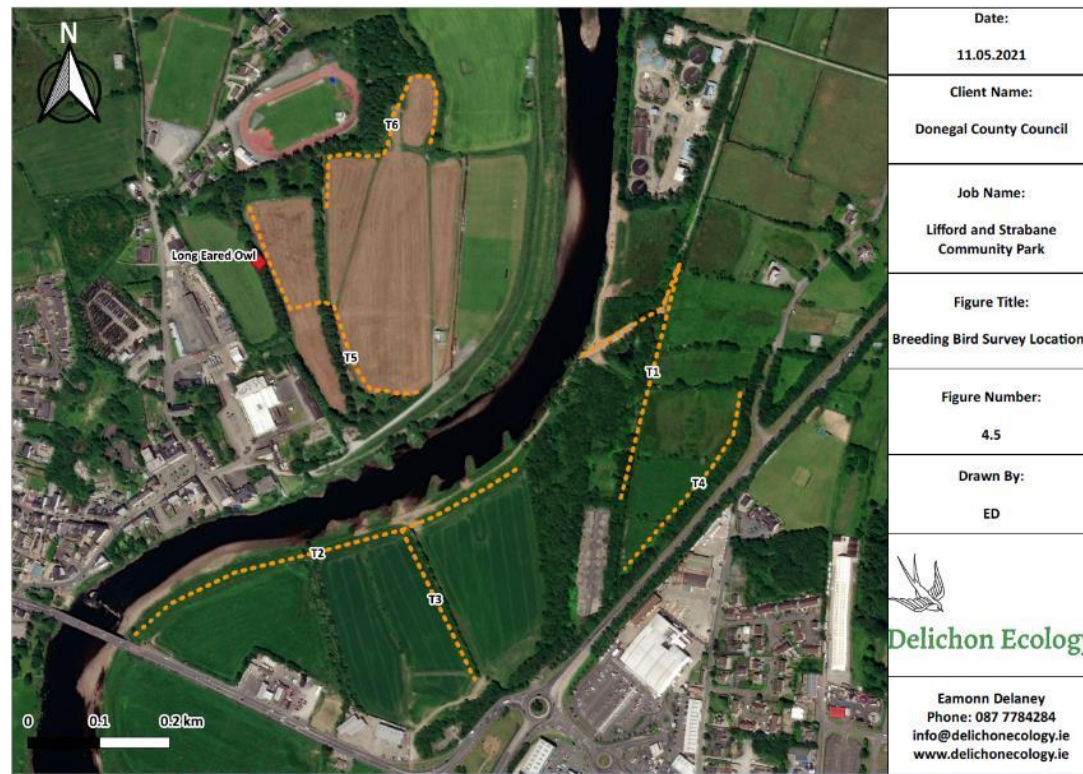 N
T6
Long Eared Owl
T5
T1
T4
T2
T3
0 0.1 0.2 km
Date:
11.05.2021
Client Name:
Donegal County Council
Job Name:
Lifford and Strabane
Community Park
Figure Title:
Breeding Bird Survey Location
Figure Number:
4.5
Drawn By:
ED
Delichon Ecology
Eamonn Delaney
Phone: 087 7784284
info@delichonecology.ie
www.delichonecology.ie